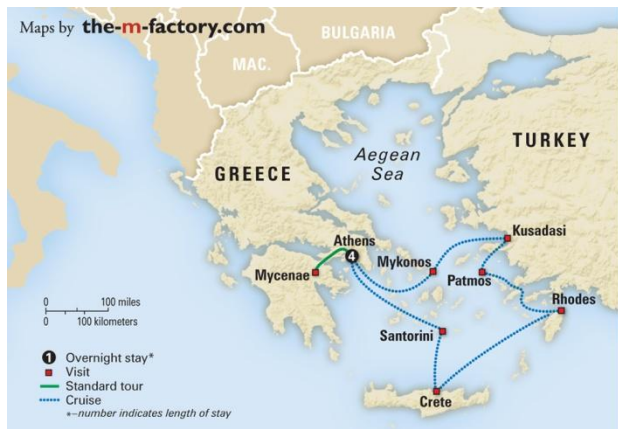 Maps by the-m-factory.com
BULGARIA
MAC.
TURKEY
Aegean
Sea
GREECE
Kusadasi
Athens
4
Mykonos
Mycenae
Patmos
Rhodes
0 100 miles
0 100 kilometers
Santorini
1 Overnight stay*
Visit
Standard tour
Cruise
Crete
*–number indicates length of stay